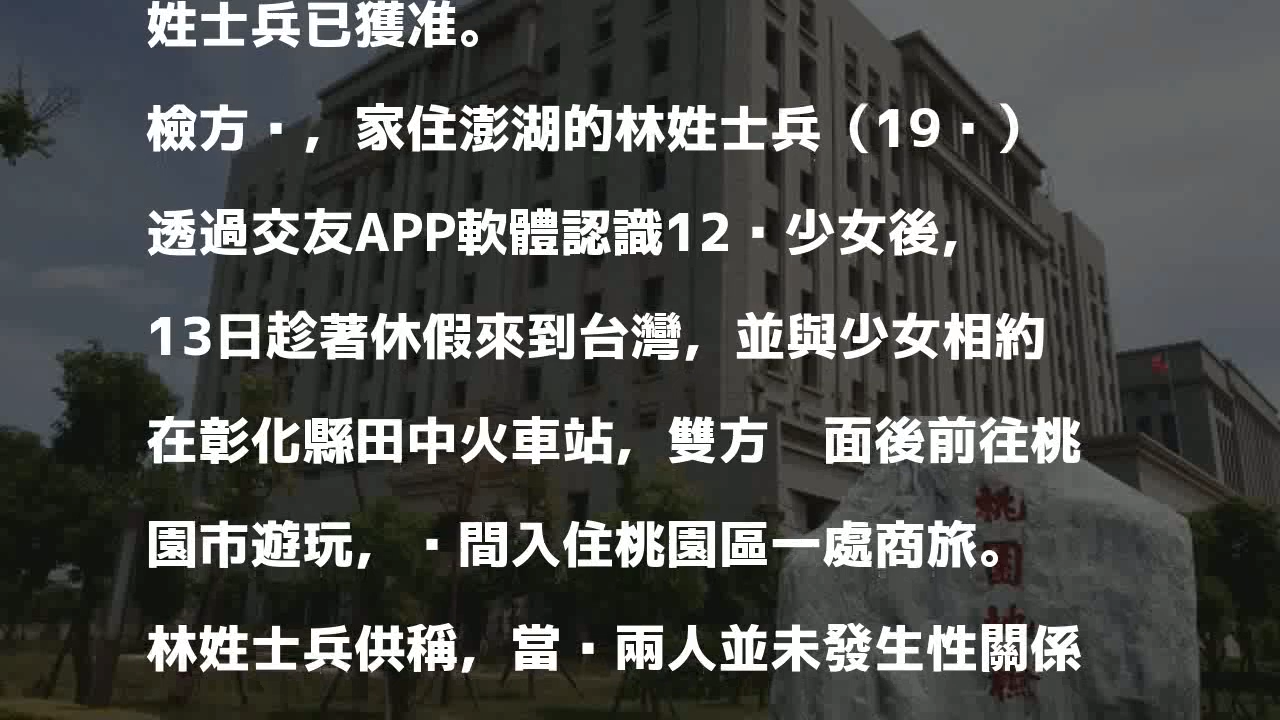 姓士兵已獲准。
檢方·，家住澎湖的林姓士兵（19·）
透過交友APP軟體認識12·少女後，
13日趁著休假來到台灣，並與少女相約
在彰化縣田中火車站，雙方　面後前往桃
園市遊玩，·間入住桃園區一處商旅。
林姓士兵供稱，當·兩人並未發生性關係
桃園地檢